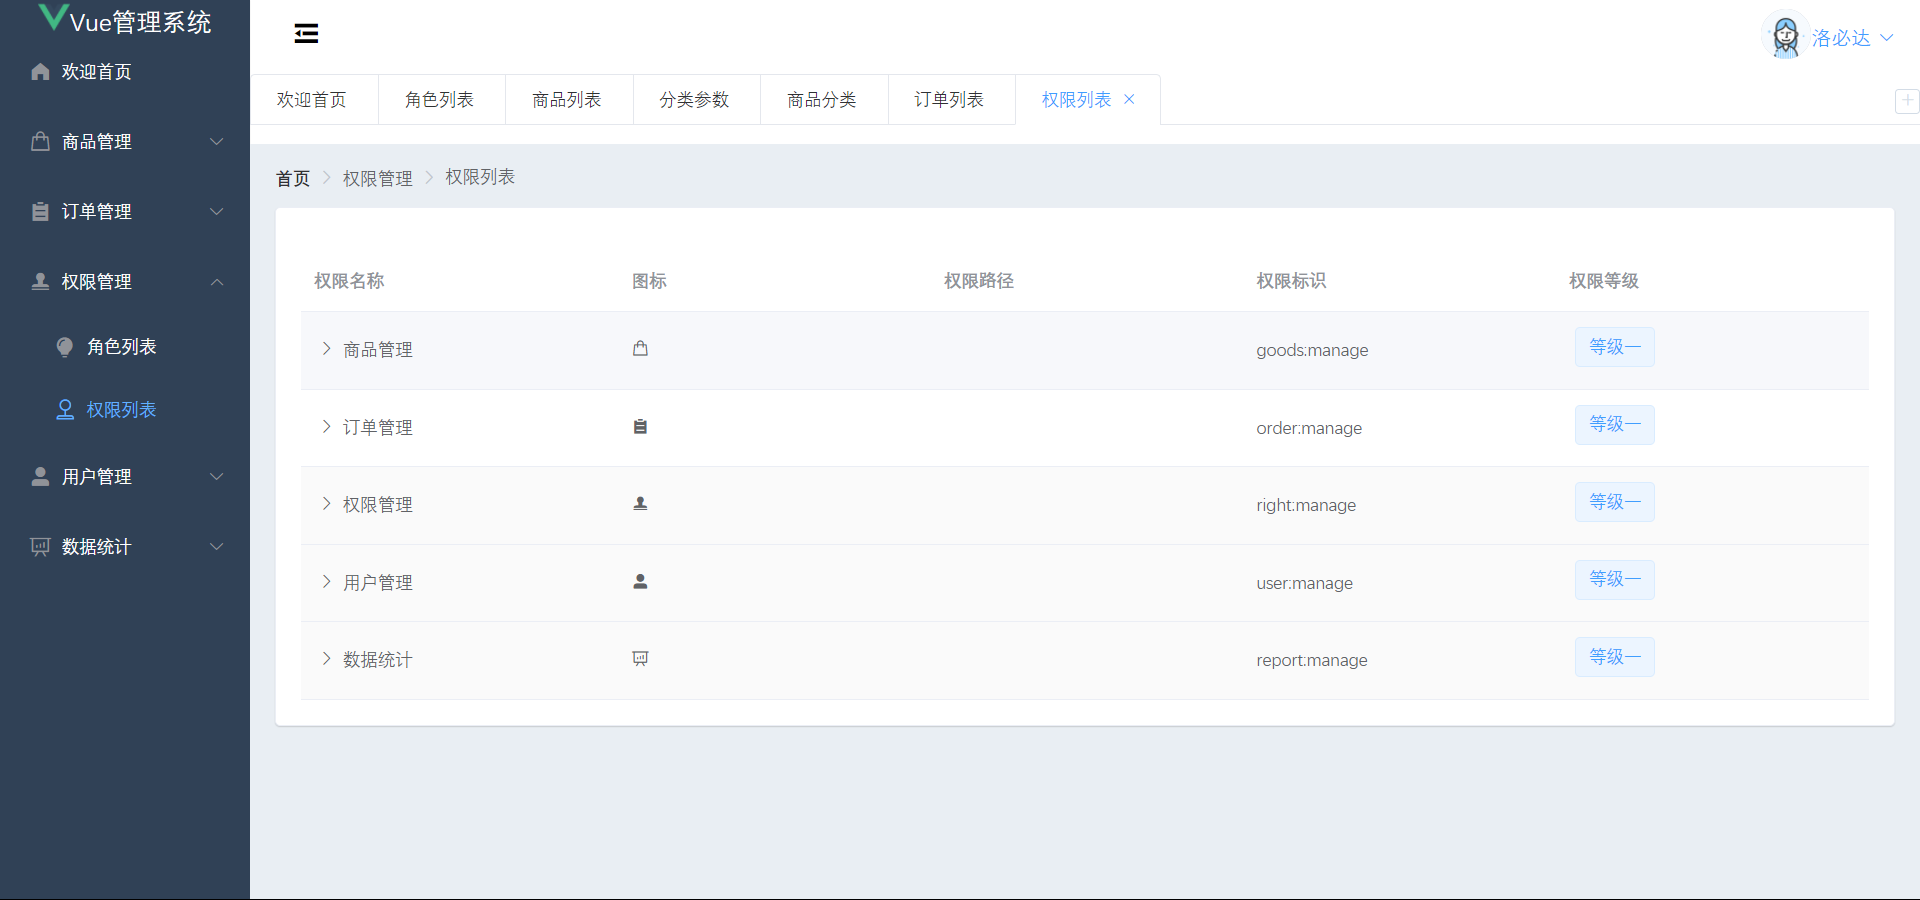 Vue管理系统
欢迎首页
商品管理
订单管理
权限管理
角色列表
权限列表
用户管理
数据统计
洛必达
欢迎首页 角色列表 商品列表 分类参数 商品分类 订单列表 权限列表
首页 权限管理 权限列表
权限名称 图标 权限路径 权限标识 权限等级
商品管理 goods:manage 等级一
订单管理 order:manage 等级一
权限管理 right:manage 等级一
用户管理 user:manage 等级一
数据统计 report:manage 等级一